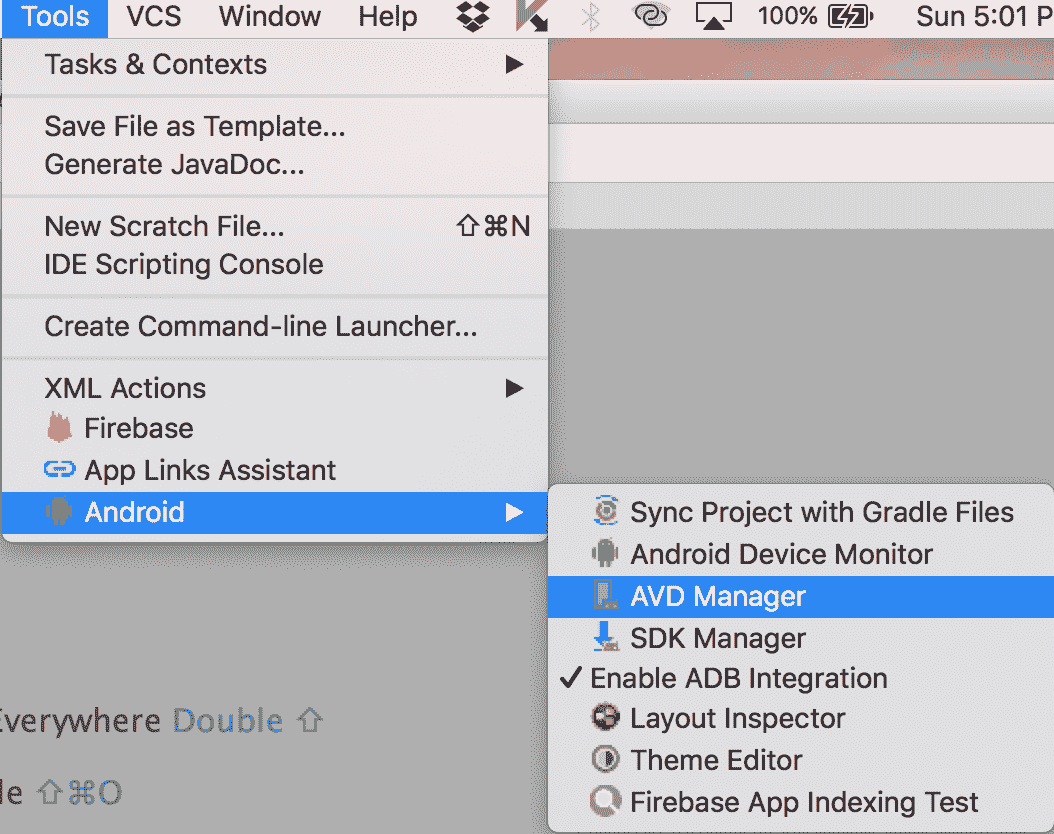 Tools VCS Window Help 100% Sun 5:01 P
Tasks & Contexts
Save File as Template...
Generate JavaDoc...
New Scratch File... ⇧⌘N
IDE Scripting Console
Create Command-line Launcher...
XML Actions
Firebase
App Links Assistant
Android
Sync Project with Gradle Files
Android Device Monitor
AVD Manager
SDK Manager
Enable ADB Integration
Layout Inspector
Theme Editor
Firebase App Indexing Test
Everywhere Double ⇧
le ⇧⌘O